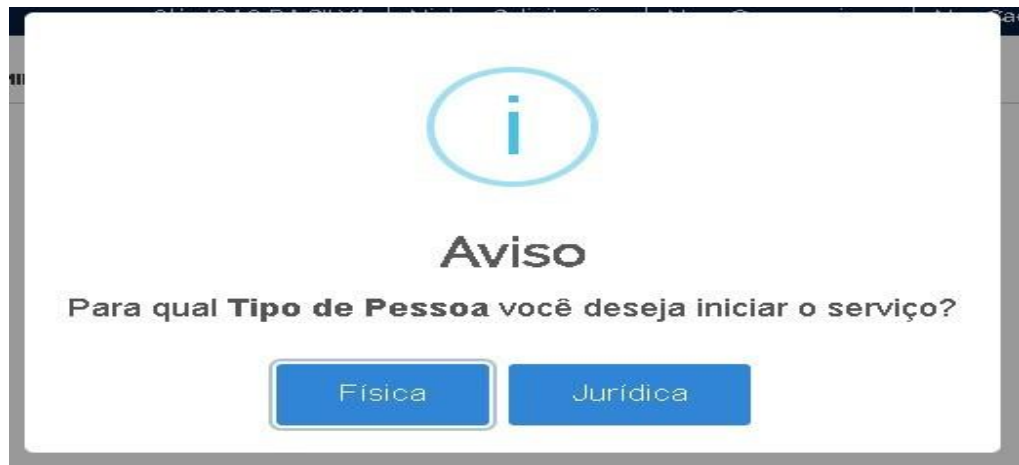 i
Aviso
Para qual Tipo de Pessoa você deseja iniciar o serviço?
Física Jurídica